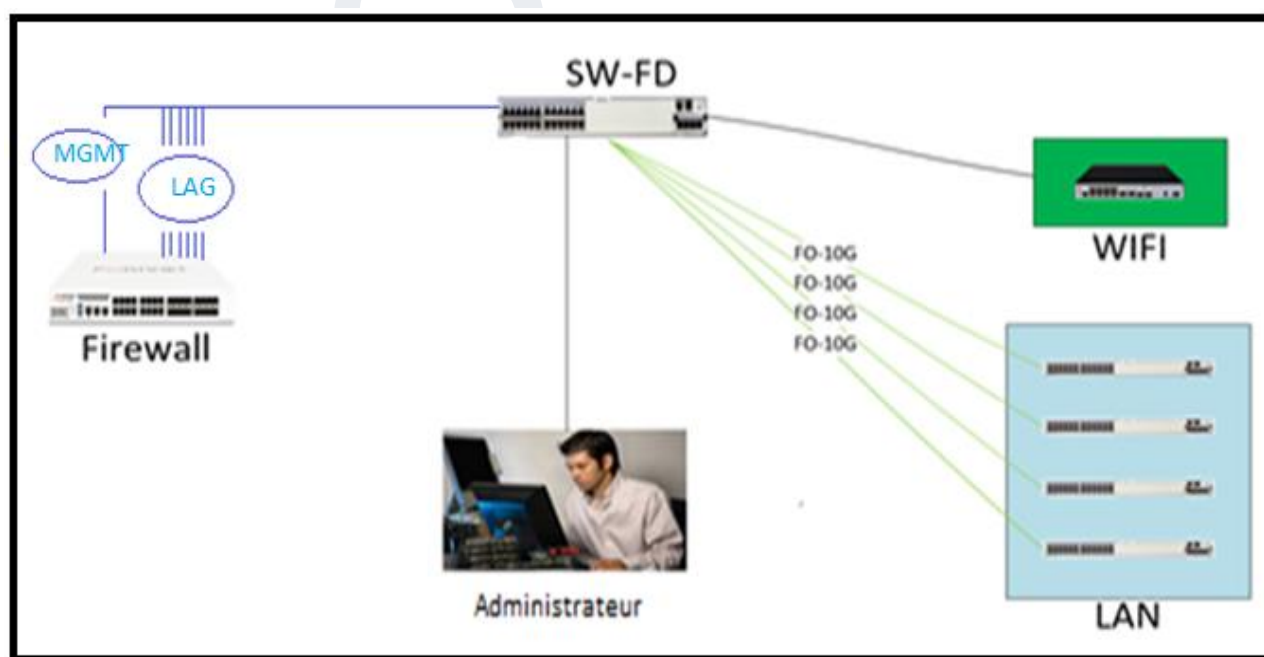 SW-FD
MGMT
LAG
Firewall
WIFI
FO-10G
FO-10G
FO-10G
FO-10G
Administrateur
LAN